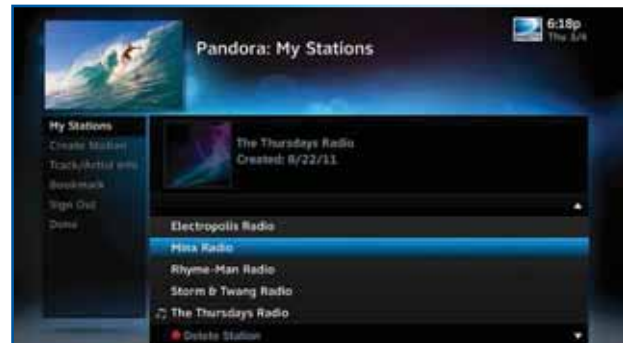 Pandora: My Stations
6:18p
Thu 3/4
My Stations
Create Station
Track/Artist Info
Bookmark
Sign Out
Done
The Thursdays Radio
Created: 8/22/11
Electropolis Radio
Minx Radio
Rhyme-Man Radio
Storm & Twang Radio
The Thursdays Radio
Delete Station